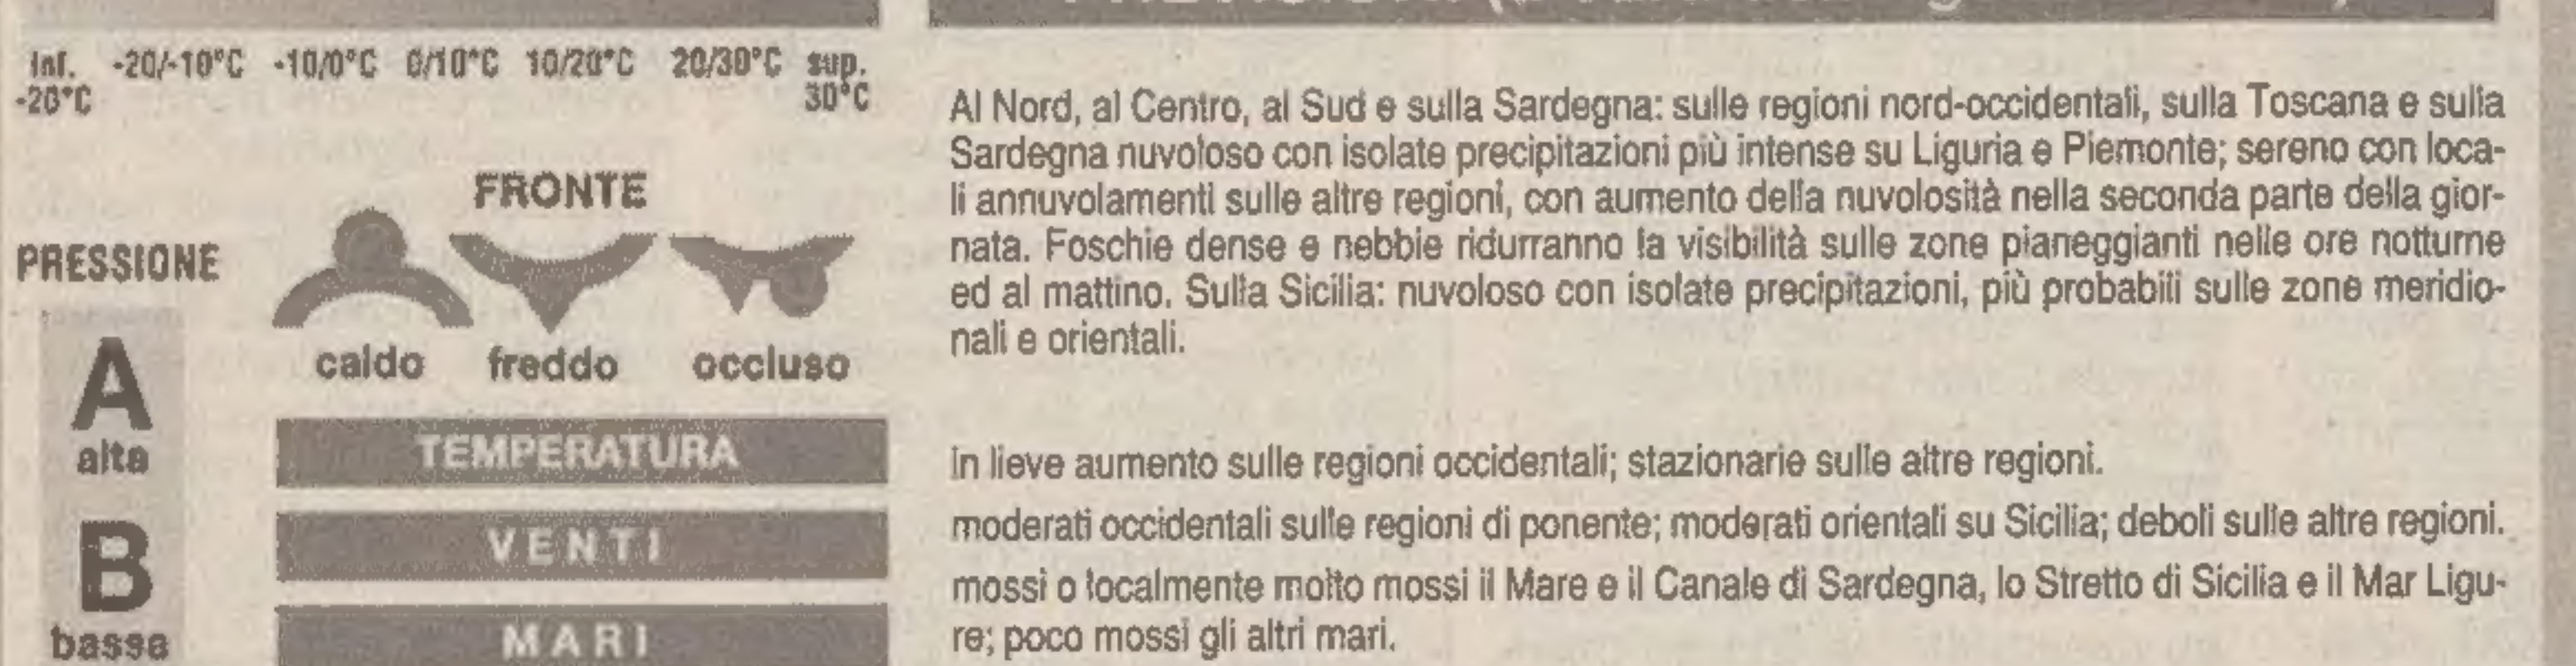 inf. -20/-10°C -10/0°C 0/10°C 10/20°C 20/30°C sup.
-20°C 30°C
FRONTE
PRESSIONE
caldo freddo occluso
A
alta
B
bassa
Al Nord, al Centro, al Sud e sulla Sardegna: sulle regioni nord-occidentali, sulla Toscana e sulla
Sardegna nuvoloso con isolate precipitazioni più intense su Liguria e Piemonte; sereno con loca-
li annuvolamenti sulle altre regioni, con aumento della nuvolosità nella seconda parte della gior-
nata. Foschie dense e nebbie ridurranno la visibilità sulle zone pianeggianti nelle ore notturne
ed al mattino. Sulla Sicilia: nuvoloso con isolate precipitazioni, più probabili sulle zone meridio-
nali e orientali.
TEMPERATURA
in lieve aumento sulle regioni occidentali; stazionarie sulle altre regioni.
VENTI
moderati occidentali sulle regioni di ponente; moderati orientali su Sicilia; deboli sulle altre regioni.
MARI
mossi o localmente molto mossi il Mare e il Canale di Sardegna, lo Stretto di Sicilia e il Mar Ligu-
re; poco mossi gli altri mari.